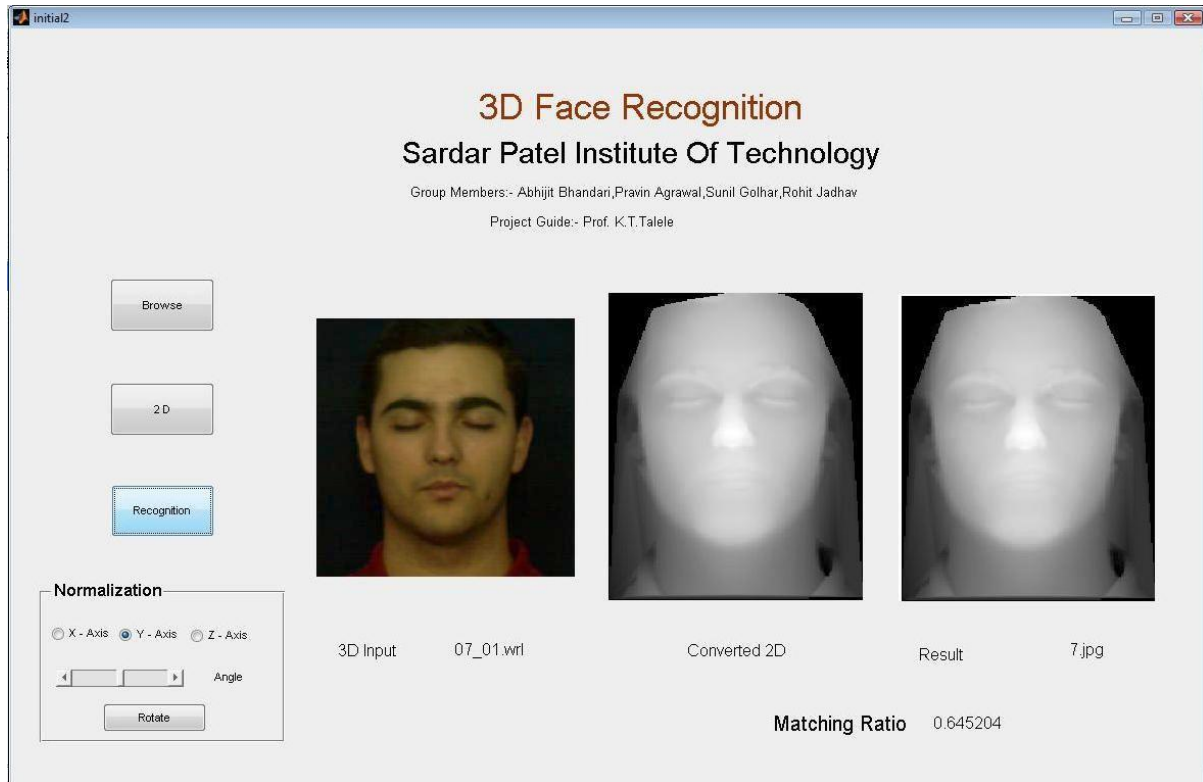 initial2
3D Face Recognition
Sardar Patel Institute Of Technology
Group Members:- Abhijit Bhandari,Pravin Agrawal,Sunil Golhar,Rohit Jadhav
Project Guide:- Prof. K.T.Talele
Browse
2 D
Recognition
Normalization
X - Axis Y - Axis Z - Axis
Angle
Rotate
3D Input 07_01.wrl Converted 2D Result 7.jpg
Matching Ratio 0.645204